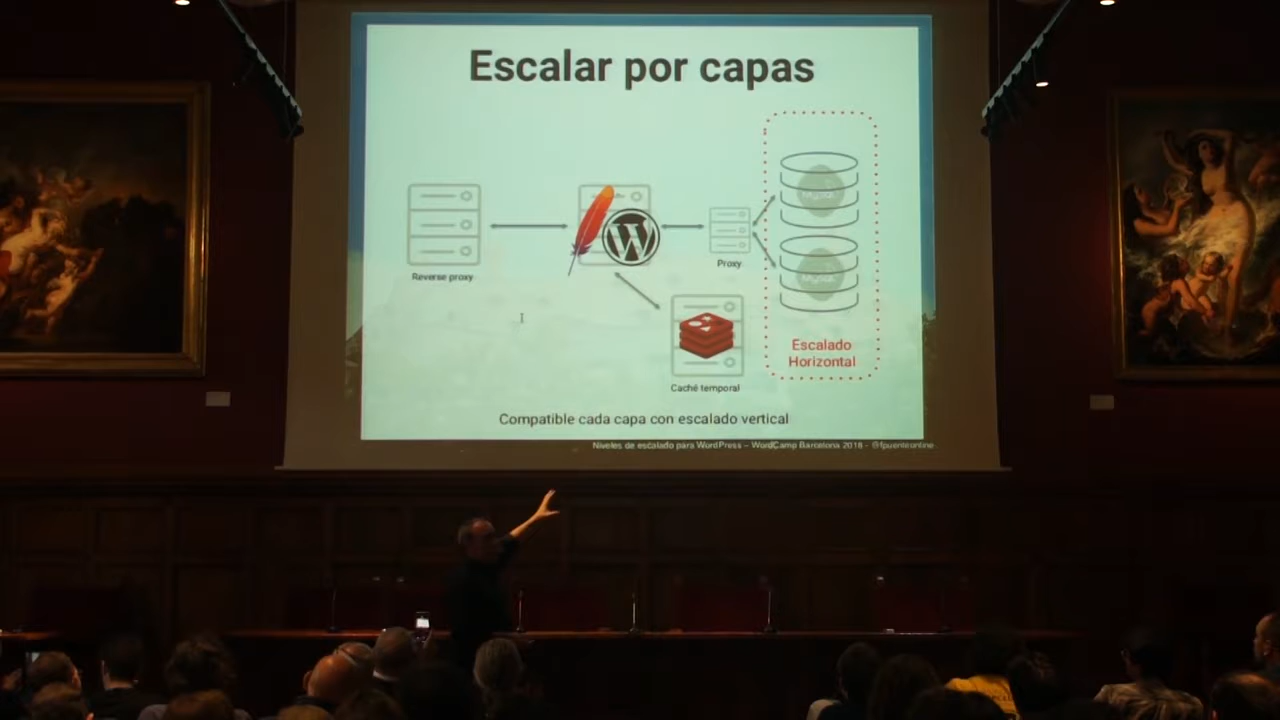 Escalar por capas
Reverse proxy
Proxy
Escalado
Horizontal
Caché temporal
Compatible cada capa con escalado vertical
Niveles de escalado para WordPress – WordCamp Barcelona 2018 - @fpuenteonline